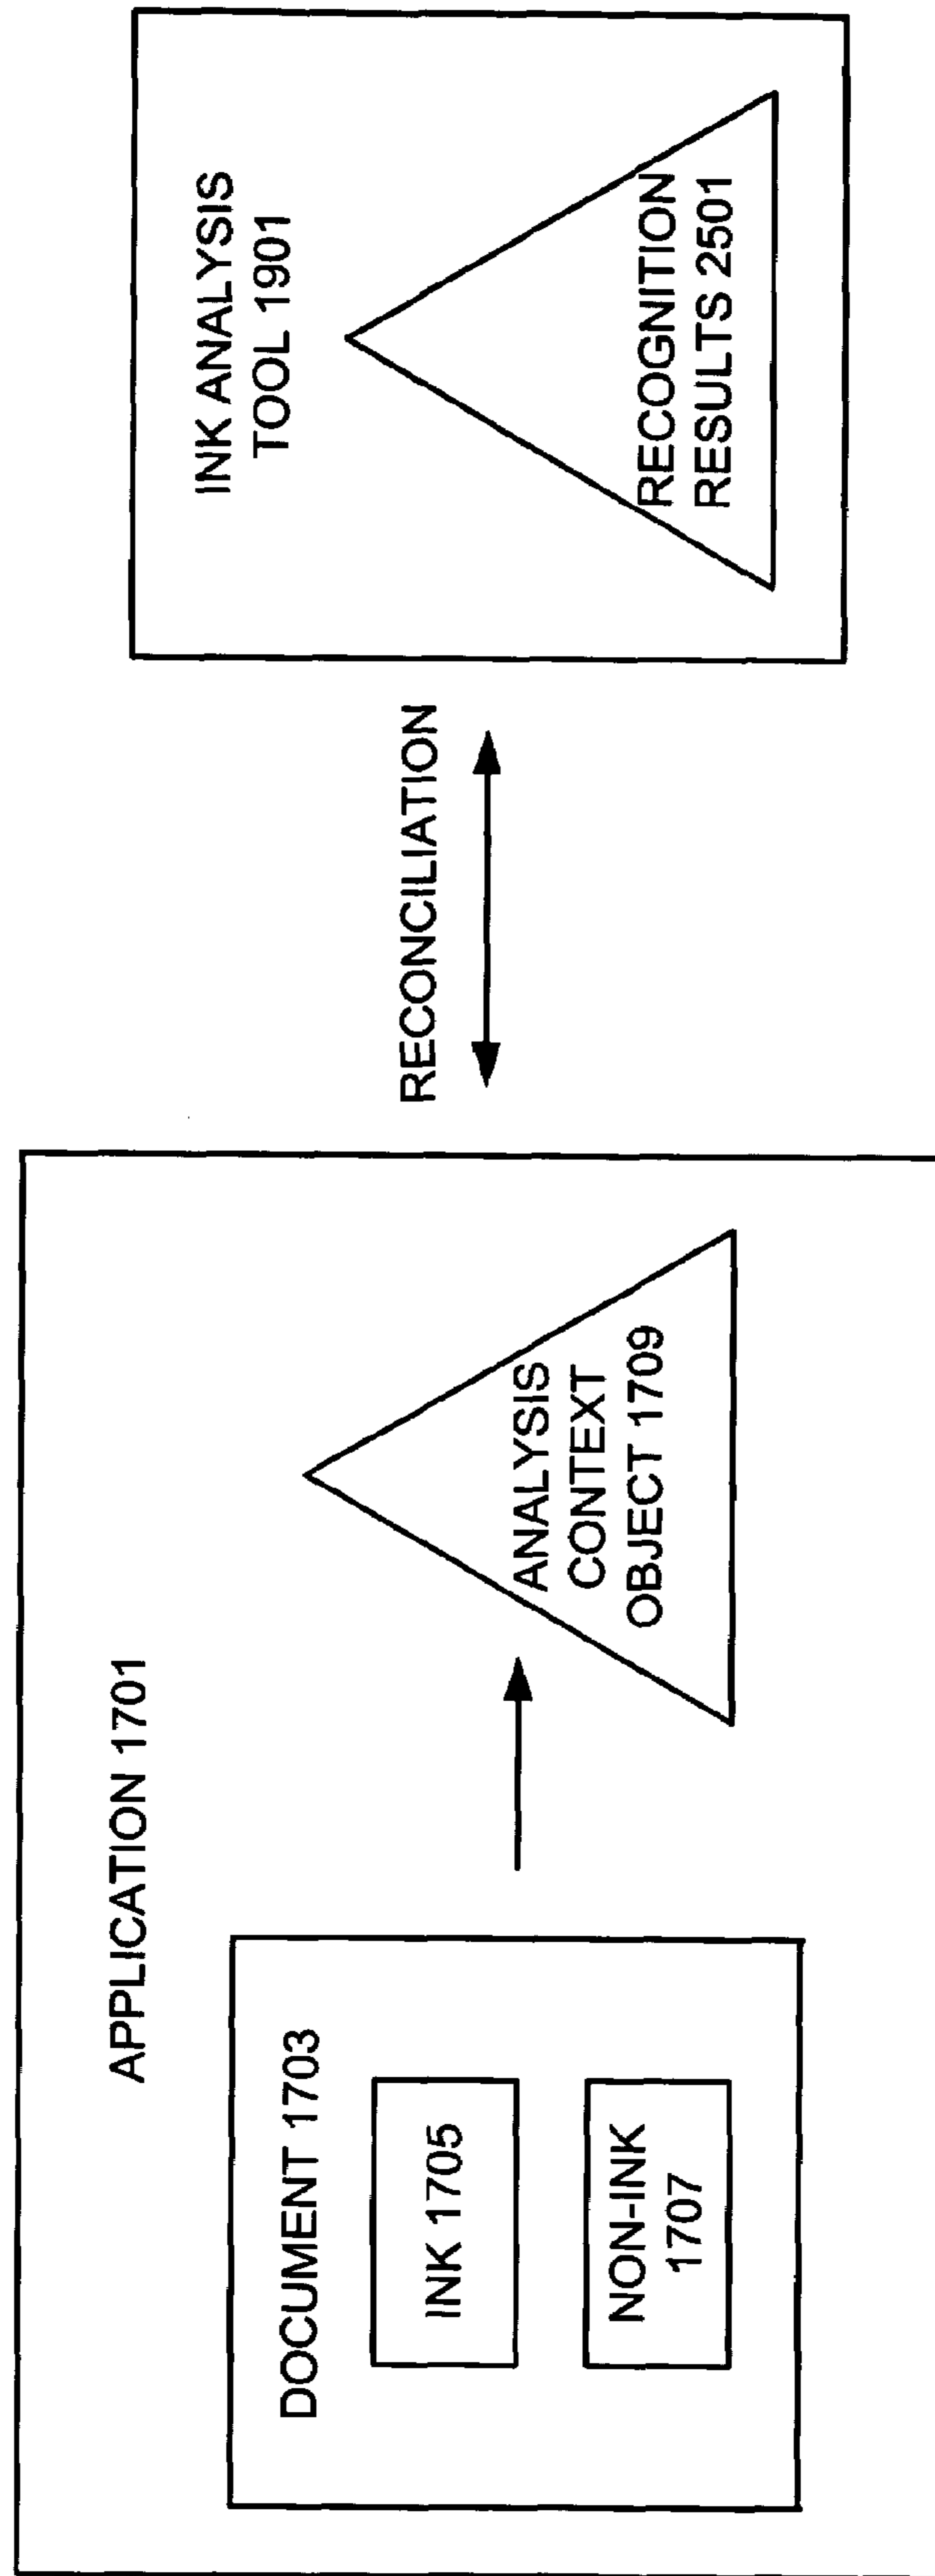 APPLICATION 1701
DOCUMENT 1703
INK 1705
NON-INK
1707
ANALYSIS
CONTEXT
OBJECT 1709
RECONCILIATION
INK ANALYSIS
TOOL 1901
RECOGNITION
RESULTS 2501